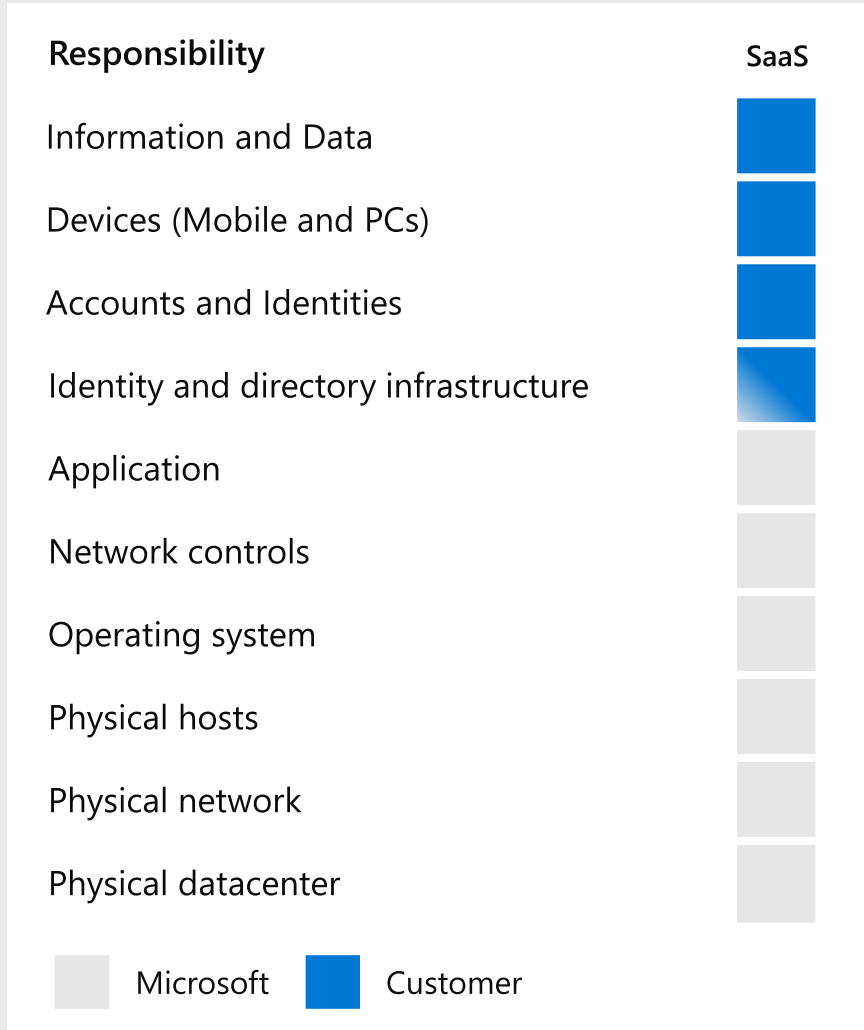 Responsibility SaaS
Information and Data
Devices (Mobile and PCs)
Accounts and Identities
Identity and directory infrastructure
Application
Network controls
Operating system
Physical hosts
Physical network
Physical datacenter
Microsoft Customer